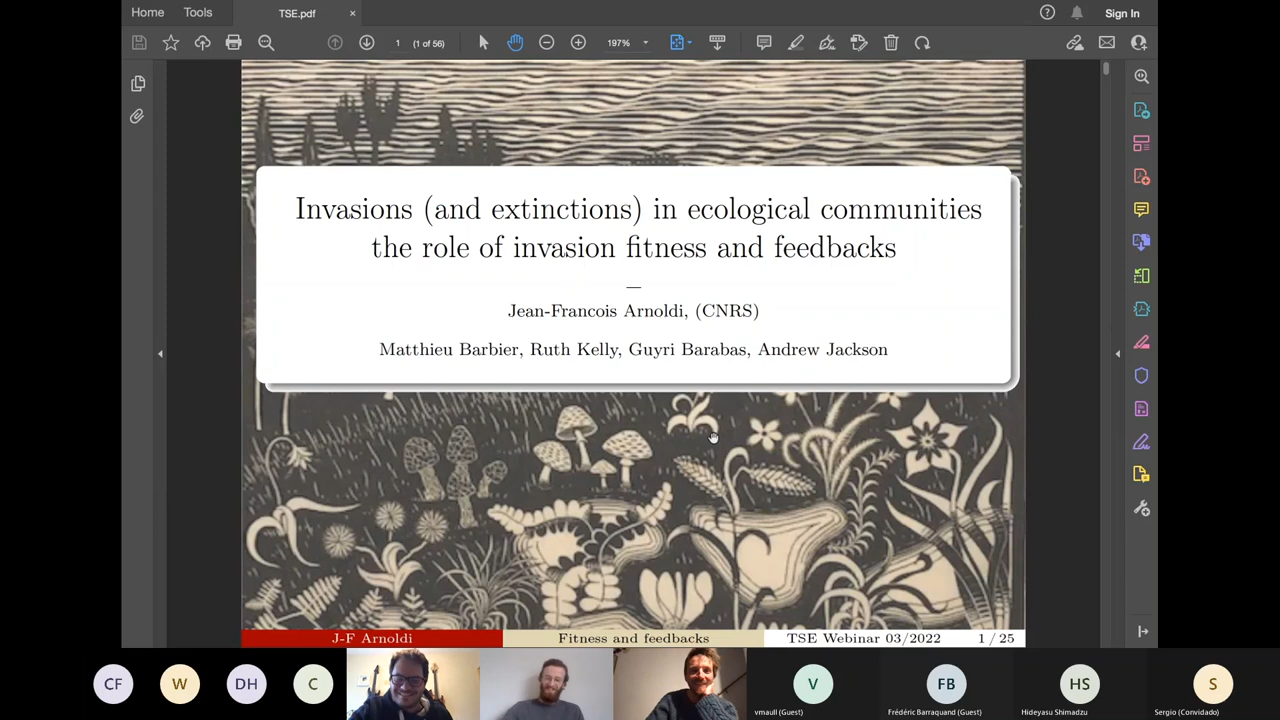 Home Tools TSE.pdf × Sign In
1 (1 of 56) 197%
Invasions (and extinctions) in ecological communities
the role of invasion fitness and feedbacks
—
Jean-Francois Arnoldi, (CNRS)
Matthieu Barbier, Ruth Kelly, Guyri Barabas, Andrew Jackson
J-F Arnoldi Fitness and feedbacks TSE Webinar 03/2022 1 / 25
CF W DH C V FB HS S
vmaull (Guest) Frédéric Barraquand (Guest) Hideyasu Shimadzu Sergio (Convidado)